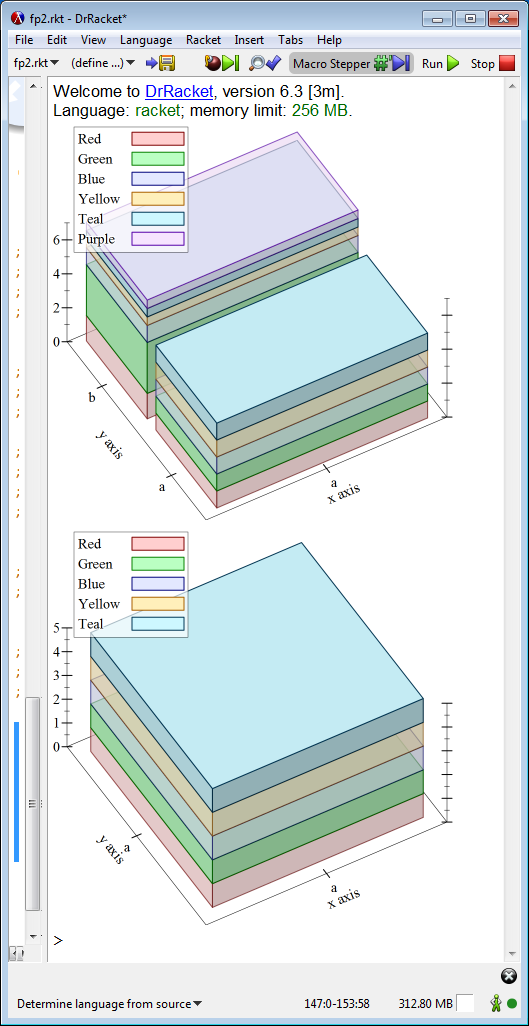 fp2.rkt - DrRacket*
File Edit View Language Racket Insert Tabs Help
fp2.rkt (define ...) Macro Stepper Run Stop
Welcome to DrRacket, version 6.3 [3m].
Language: racket; memory limit: 256 MB.
Red
Green
Blue
Yellow
Teal
Purple
6
4
2
0
b
y axis
a
a
x axis
Red
Green
Blue
Yellow
Teal
5
4
3
2
1
0
y axis
a
a
x axis
>
Determine language from source 147:0-153:58 312.80 MB